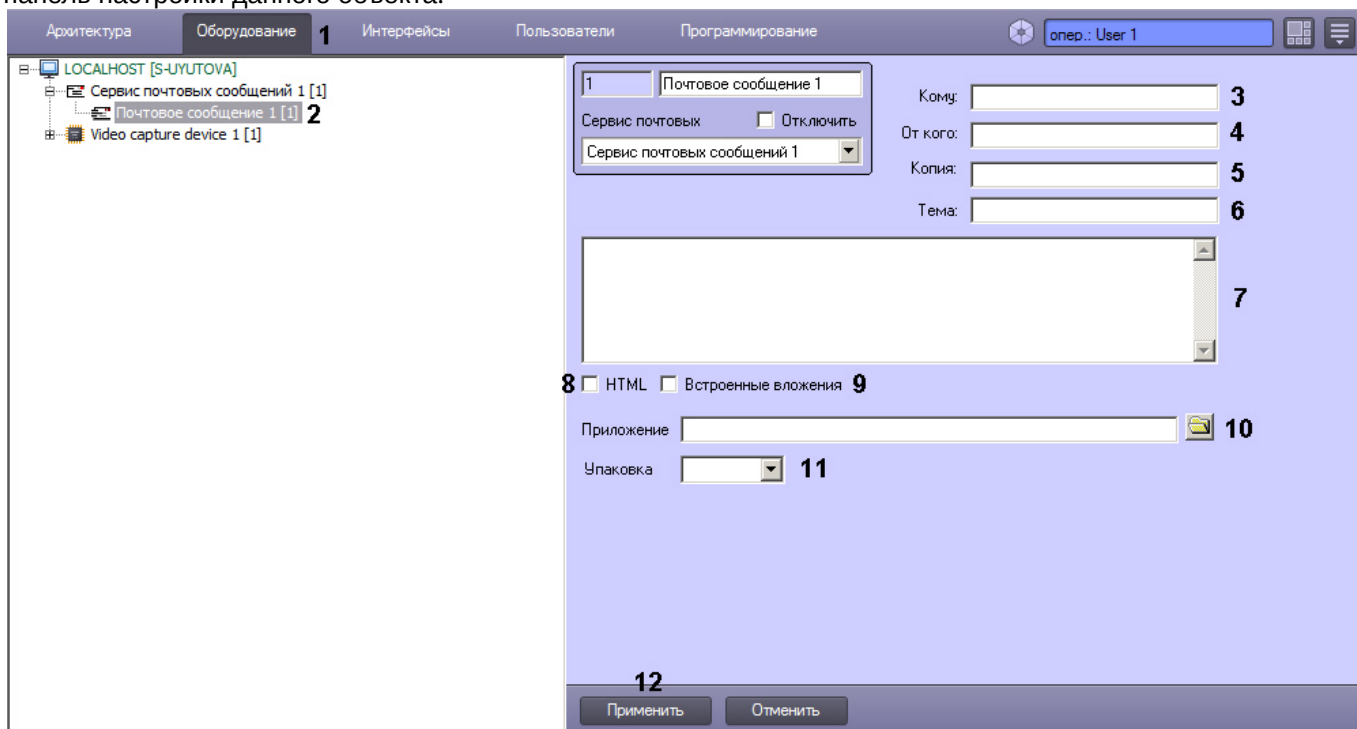 панель настройки данного объекта.
Архитектура Оборудование 1 Интерфейсы Пользователи Программирование опер.: User 1
LOCALHOST [S-UYUTOVA]
Сервис почтовых сообщений 1 [1]
Почтовое сообщение 1 [1] 2
Video capture device 1 [1]
1 Почтовое сообщение 1
Сервис почтовых Отключить
Сервис почтовых сообщений 1
Кому: 3
От кого: 4
Копия: 5
Тема: 6
7
8 HTML Встроенные вложения 9
Приложение 10
Упаковка 11
12
Применить Отменить